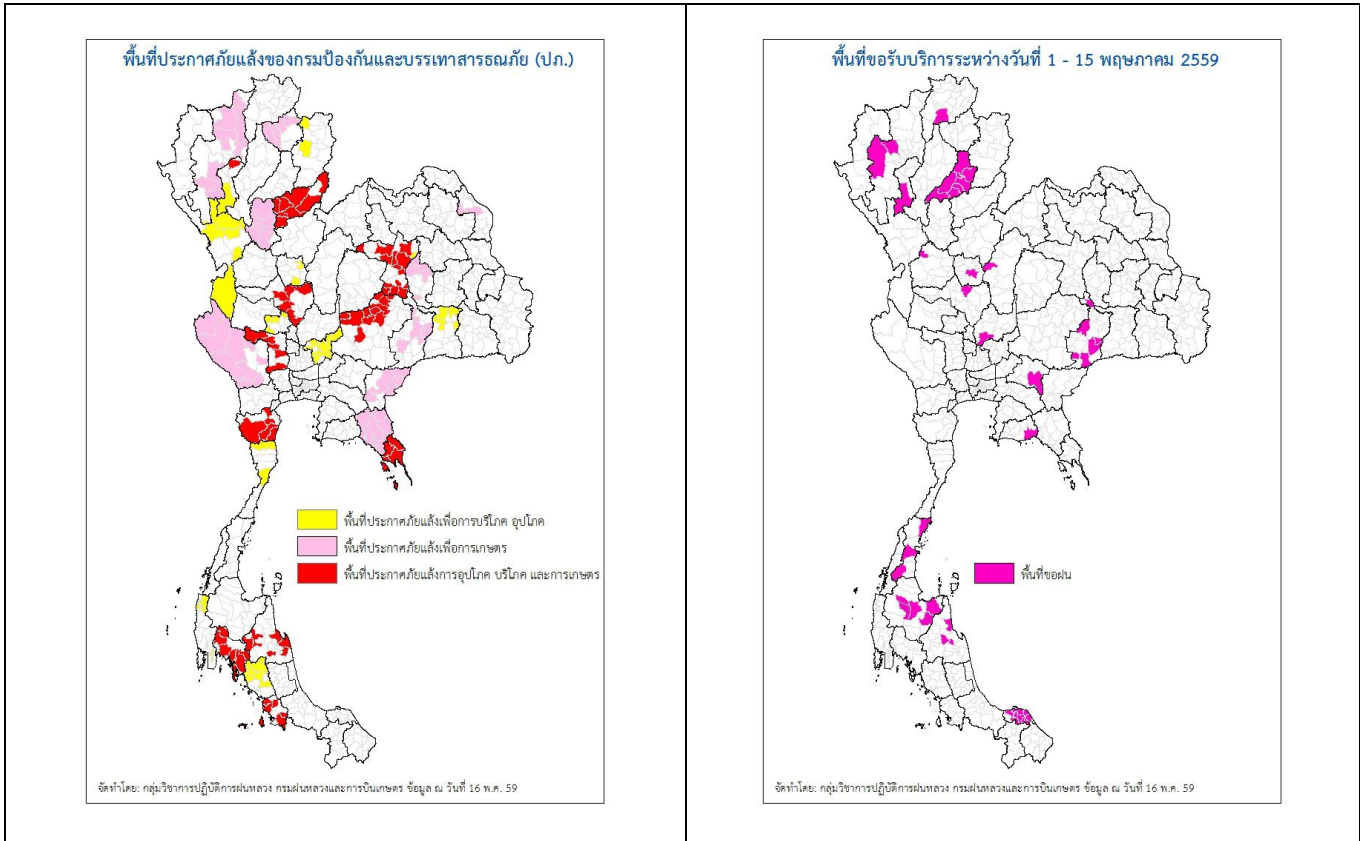 พื้นที่ประกาศภัยแล้งของกรมป้องกันและบรรเทาสารธณภัย (ปภ.)
พื้นที่ประกาศภัยแล้งเพื่อการบริโภค อุปโภค
พื้นที่ประกาศภัยแล้งเพื่อการเกษตร
พื้นที่ประกาศภัยแล้งการอุปโภค บริโภค และการเกษตร
จัดทำโดย: กลุ่มวิชาการปฏิบัติการฝนหลวง กรมฝนหลวงและการบินเกษตร ข้อมูล ณ วันที่ 16 พ.ค. 59
พื้นที่ขอรับบริการระหว่างวันที่ 1 - 15 พฤษภาคม 2559
พื้นที่ขอฝน
จัดทำโดย: กลุ่มวิชาการปฏิบัติการฝนหลวง กรมฝนหลวงและการบินเกษตร ข้อมูล ณ วันที่ 16 พ.ค. 59